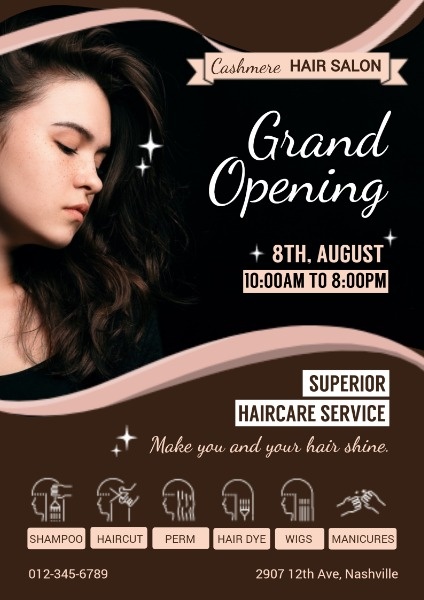 Cashmere HAIR SALON
Grand
Opening
8TH, AUGUST
10:00AM TO 8:00PM
SUPERIOR
HAIRCARE SERVICE
Make you and your hair shine.
SHAMPOO HAIRCUT PERM HAIR DYE WIGS MANICURES
012-345-6789 2907 12th Ave, Nashville